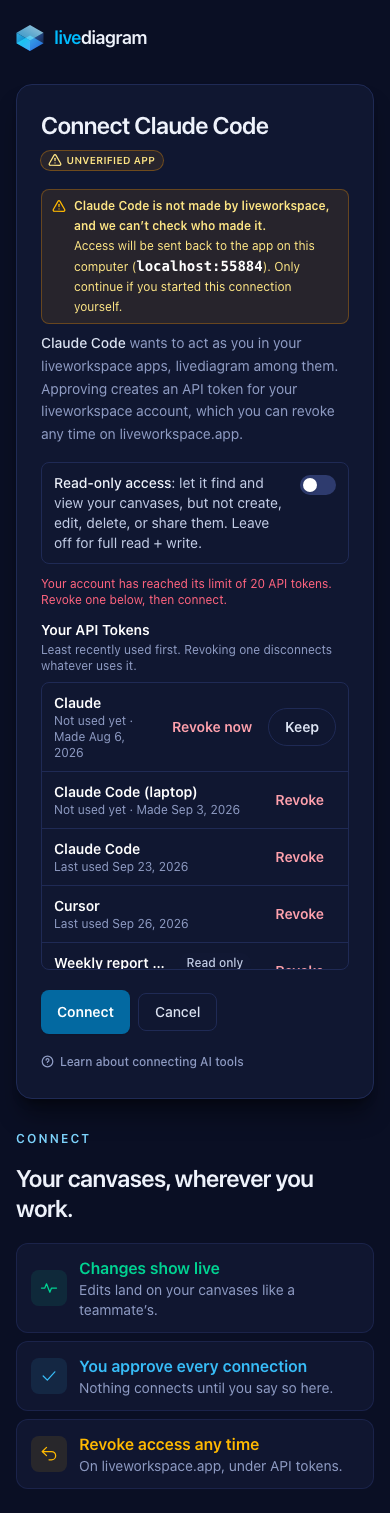 livediagram
Connect Claude Code
UNVERIFIED APP
Claude Code is not made by liveworkspace,
and we can't check who made it.
Access will be sent back to the app on this
computer (localhost:55884). Only
continue if you started this connection
yourself.
Claude Code wants to act as you in your
liveworkspace apps, livediagram among them.
Approving creates an API token for your
liveworkspace account, which you can revoke
any time on liveworkspace.app.
Read-only access: let it find and
view your canvases, but not create,
edit, delete, or share them. Leave
off for full read + write.
Your account has reached its limit of 20 API tokens.
Revoke one below, then connect.
Your API Tokens
Least recently used first. Revoking one disconnects
whatever uses it.
Claude
Not used yet ·
Made Aug 6,
2026
Revoke now
Keep
Claude Code (laptop)
Not used yet · Made Sep 3, 2026
Revoke
Claude Code
Last used Sep 23, 2026
Revoke
Cursor
Last used Sep 26, 2026
Revoke
Weekly report ...
Read only
Revoke
Connect
Cancel
Learn about connecting AI tools
CONNECT
Your canvases, wherever you
work.
Changes show live
Edits land on your canvases like a
teammate's.
You approve every connection
Nothing connects until you say so here.
Revoke access any time
On liveworkspace.app, under API tokens.